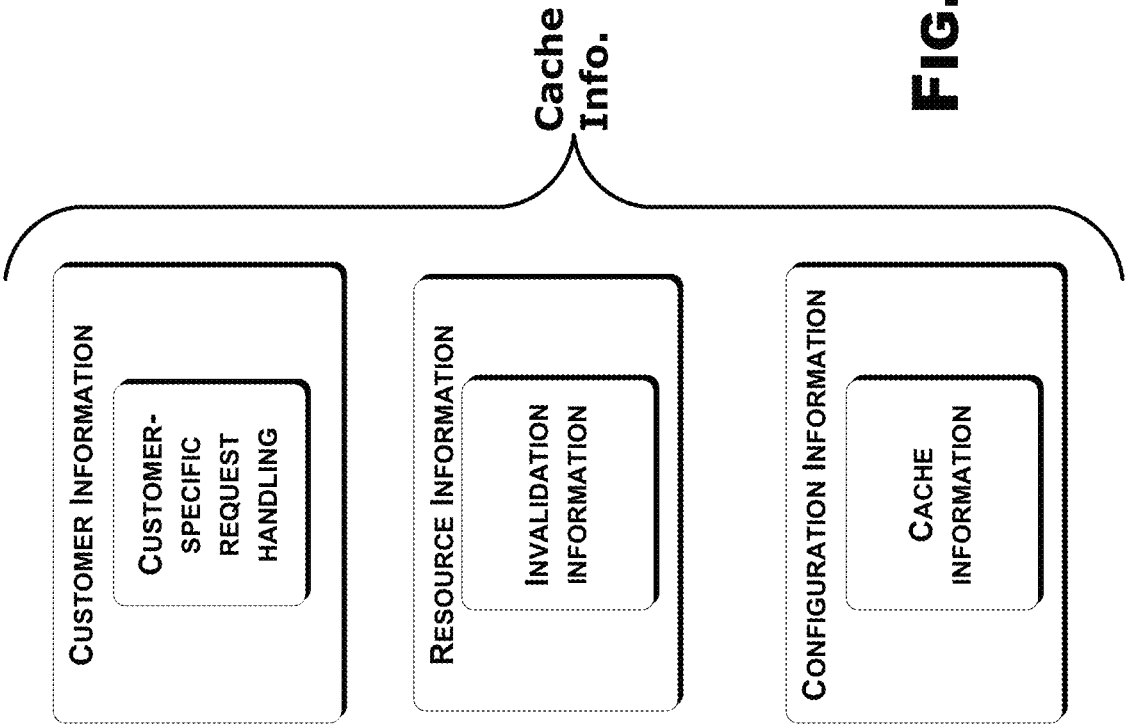 CUSTOMER INFORMATION
CUSTOMER-
SPECIFIC
REQUEST
HANDLING
RESOURCE INFORMATION
INVALIDATION
INFORMATION
CONFIGURATION INFORMATION
CACHE
INFORMATION
Cache
Info.
FIG.